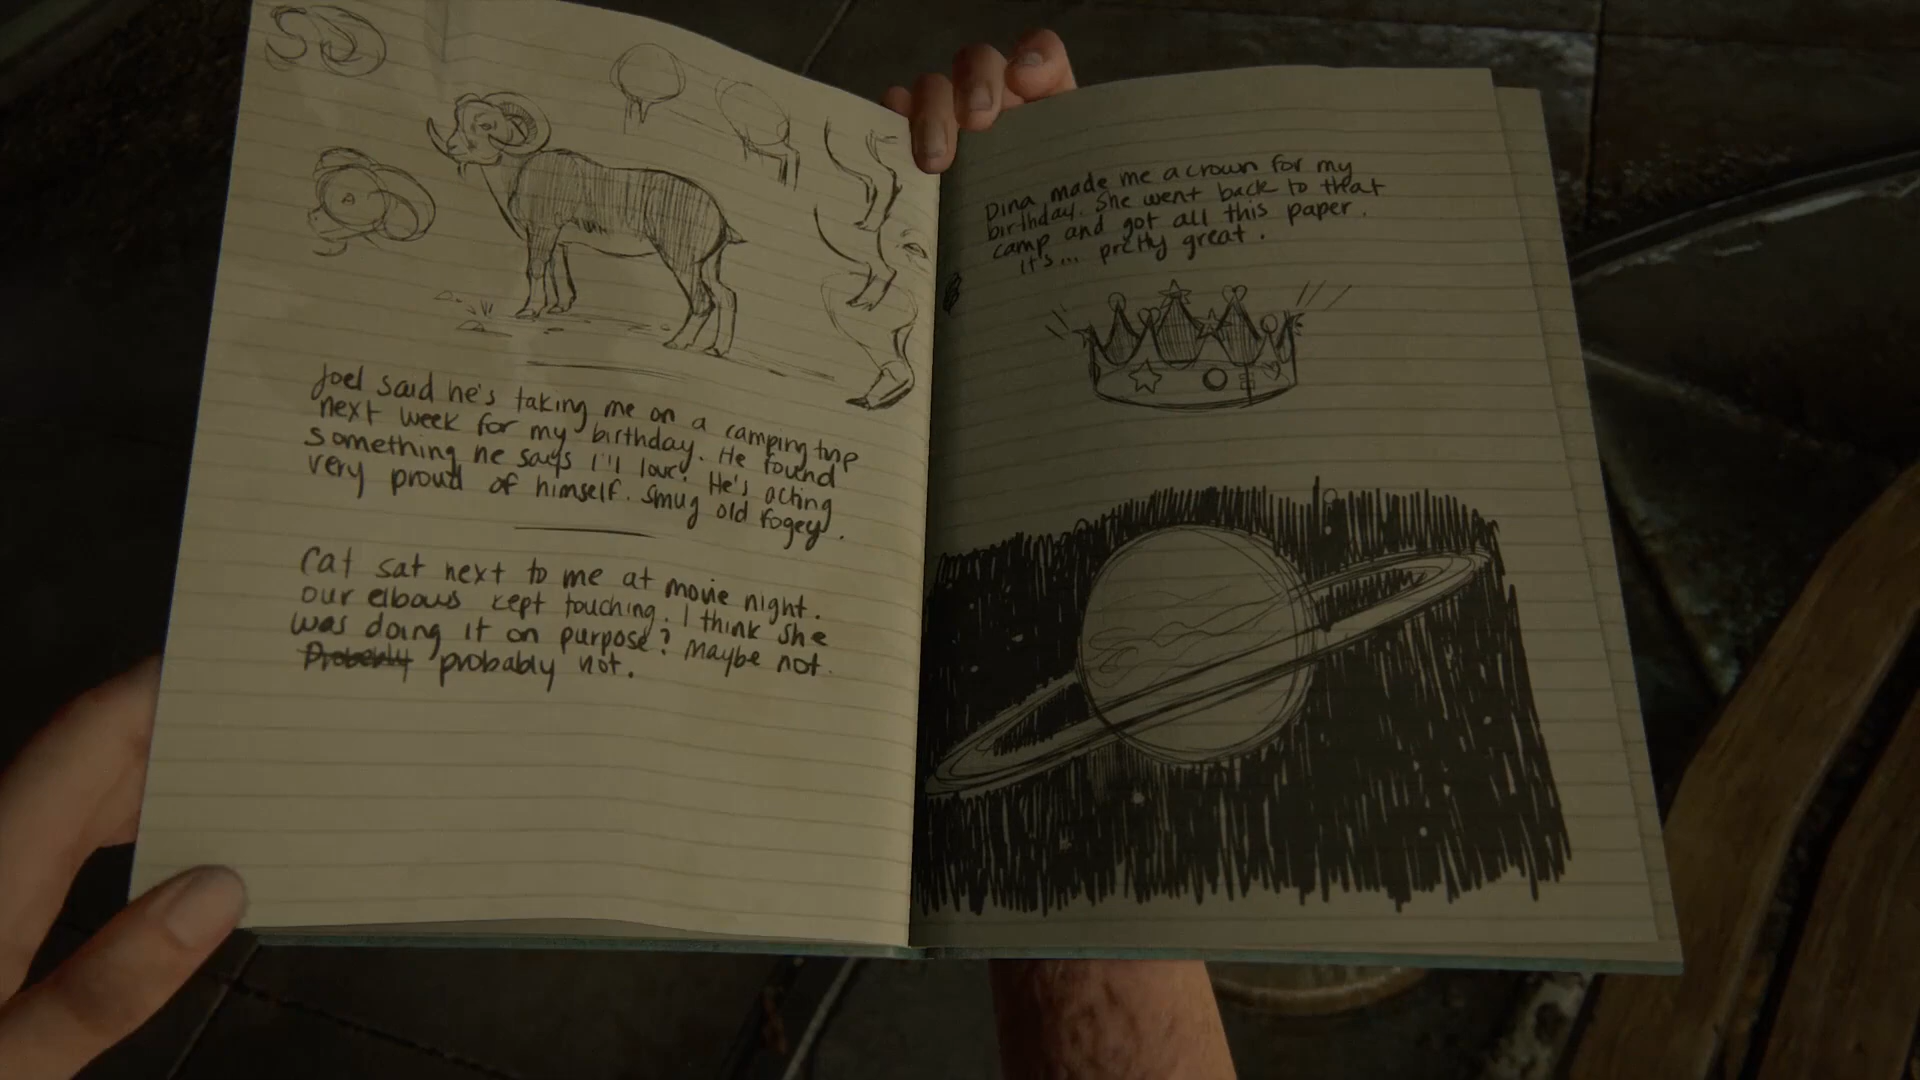 Joel said he's taking me on a camping trip
next week for my birthday. He found
something he says I'll love. He's acting
very proud of himself. Smug old fogey.
Cat sat next to me at movie night.
our elbows kept touching. I think she
was doing it on purpose? Maybe not.
Proberly probably not.
Dina made me a crown for my
birthday. She went back to that
camp and got all this paper.
It's... pretty great.